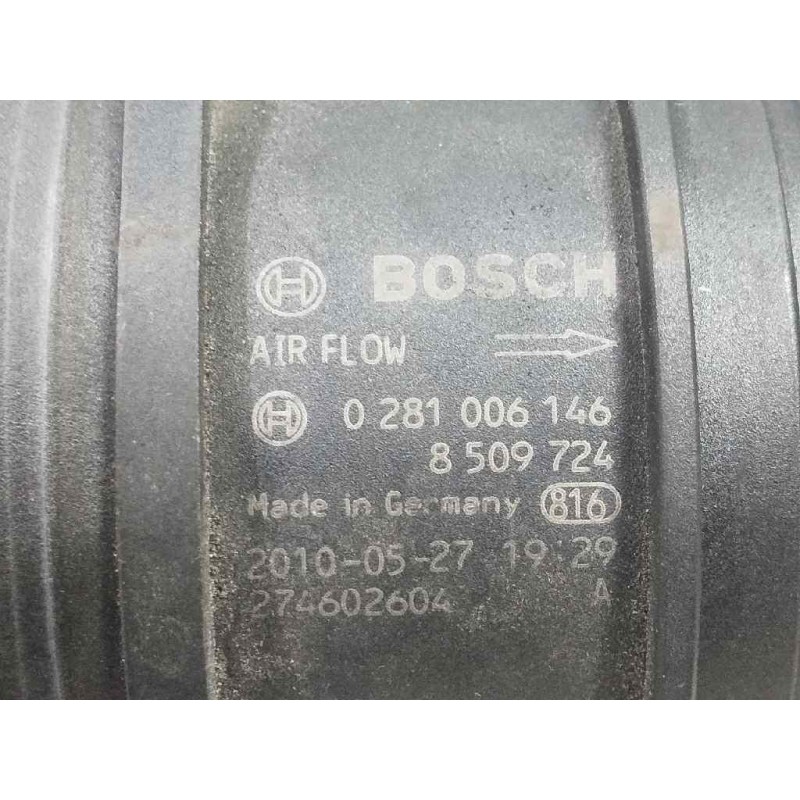 BOSCH
AIR FLOW
0 281 006 146
8 509 724
Made in Germany 816
2010-05-27 19:29
274602604 A